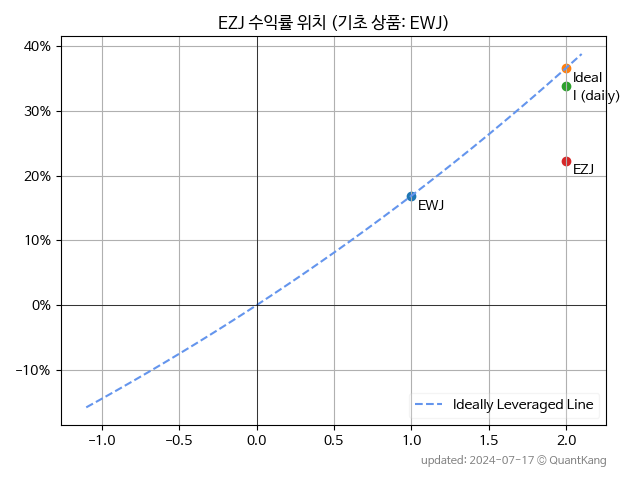 EZJ 수익률 위치 (기초 상품: EWJ)
40%
30%
20%
10%
0%
−10%
Ideal
I (daily)
EZJ
EWJ
Ideally Leveraged Line
−1.0 −0.5 0.0 0.5 1.0 1.5 2.0
updated: 2024-07-17 © QuantKang